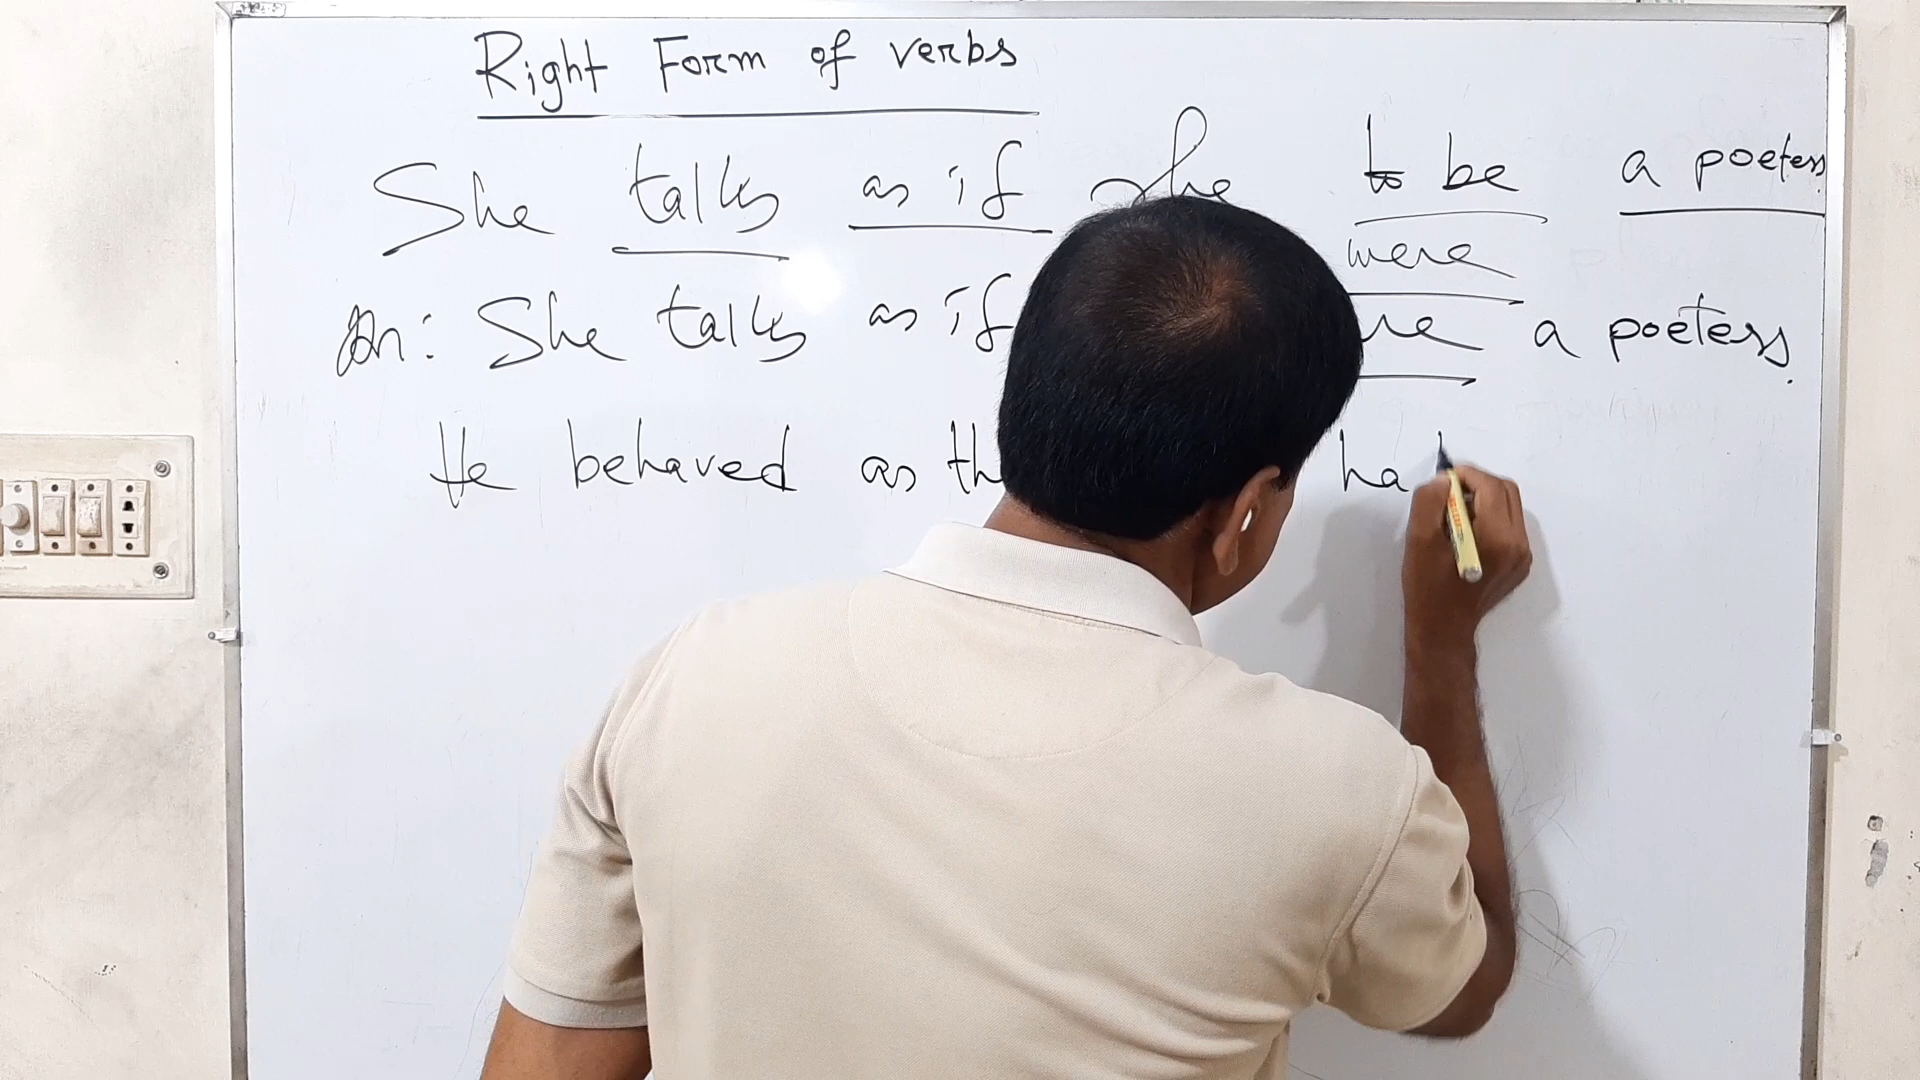 Right Form of verbs
She talks as if she to be a poetess
were
An: She talks as if a poetess.
He behaved as